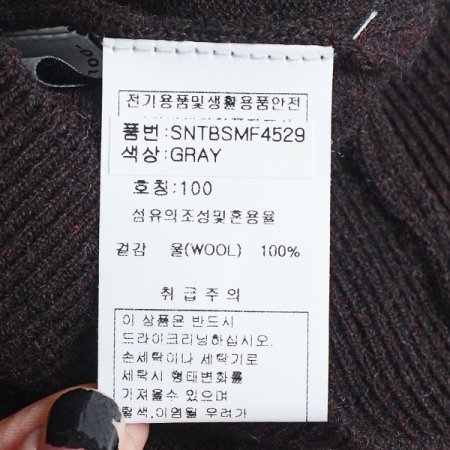 100
전기용품및생활용품안전
품번:SNTBSMF4529
색상:GRAY
호칭:100
섬유의조성및혼용율
겉감 울(WOOL) 100%
취급주의
이 상품은 반드시
드라이크리닝하십시오.
손세탁이나 세탁기로
세탁시 형태변화를
가져올수 있으며
탈색,이염될 우려가